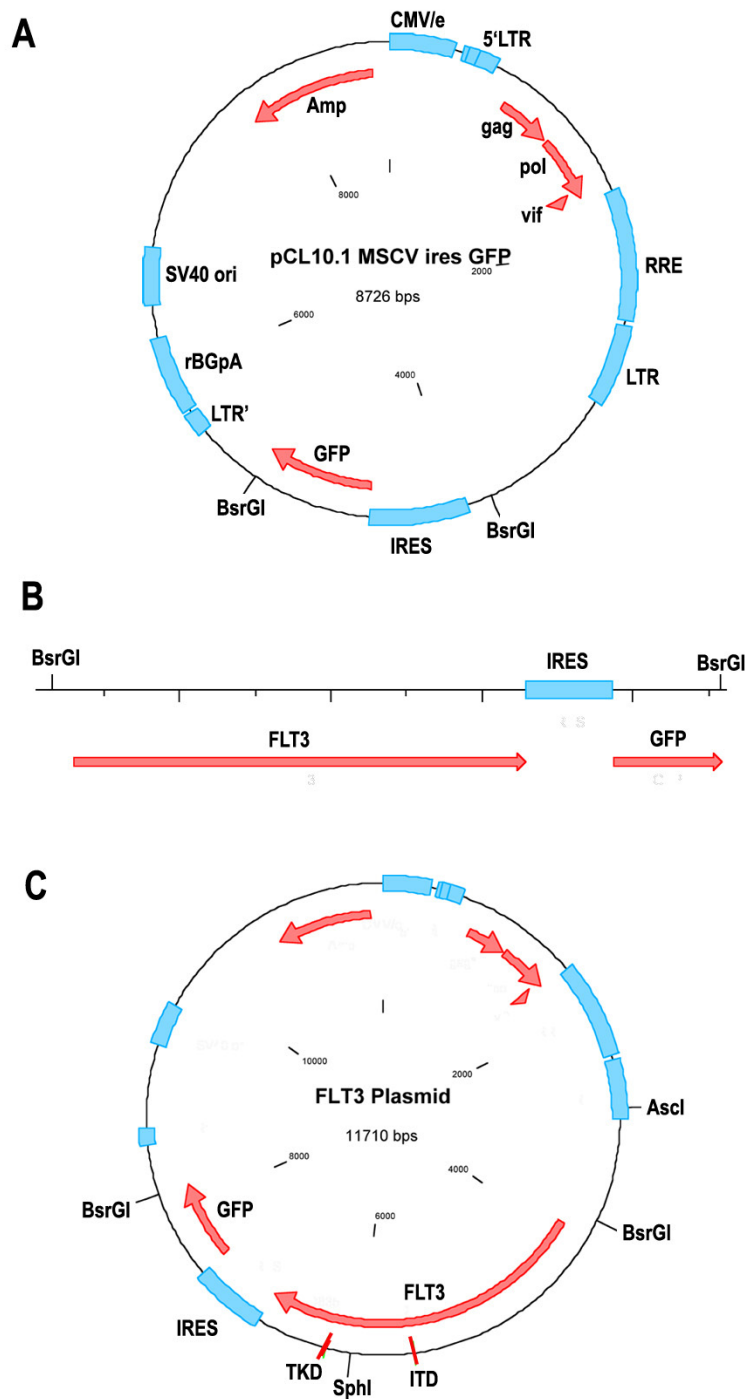 A
CMV/e
5‘LTR
Amp
gag
pol
vif
8000
pCL10.1 MSCV ires GFP
8726 bps
2000
SV40 ori
RRE
6000
rBGpA
4000
LTR
LTR’
GFP
BsrGI
IRES
BsrGI
B
BsrGI
IRES
BsrGI
FLT3
GFP
C
10000
2000
FLT3 Plasmid
11710 bps
AscI
8000
4000
BsrGI
GFP
6000
BsrGI
FLT3
IRES
TKD
SphI
ITD